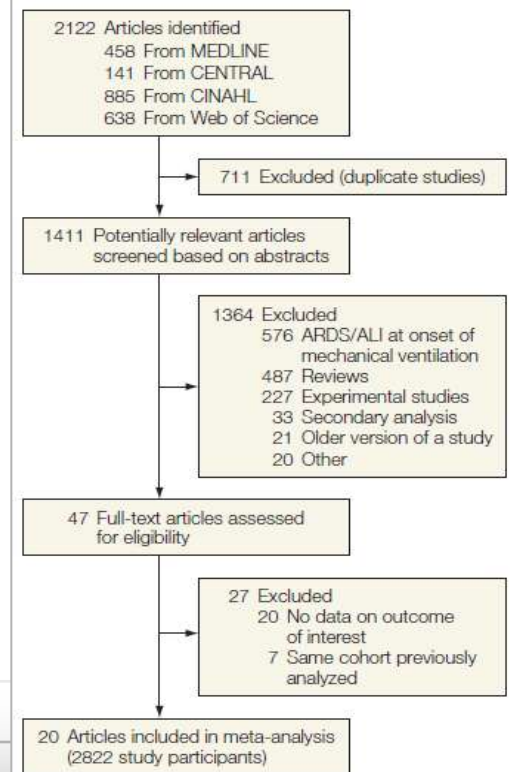 2122 Articles identified
458 From MEDLINE
141 From CENTRAL
885 From CINAHL
638 From Web of Science
711 Excluded (duplicate studies)
1411 Potentially relevant articles
screened based on abstracts
1364 Excluded
576 ARDS/ALI at onset of
mechanical ventilation
487 Reviews
227 Experimental studies
33 Secondary analysis
21 Older version of a study
20 Other
47 Full-text articles assessed
for eligibility
27 Excluded
20 No data on outcome
of interest
7 Same cohort previously
analyzed
20 Articles included in meta-analysis
(2822 study participants)